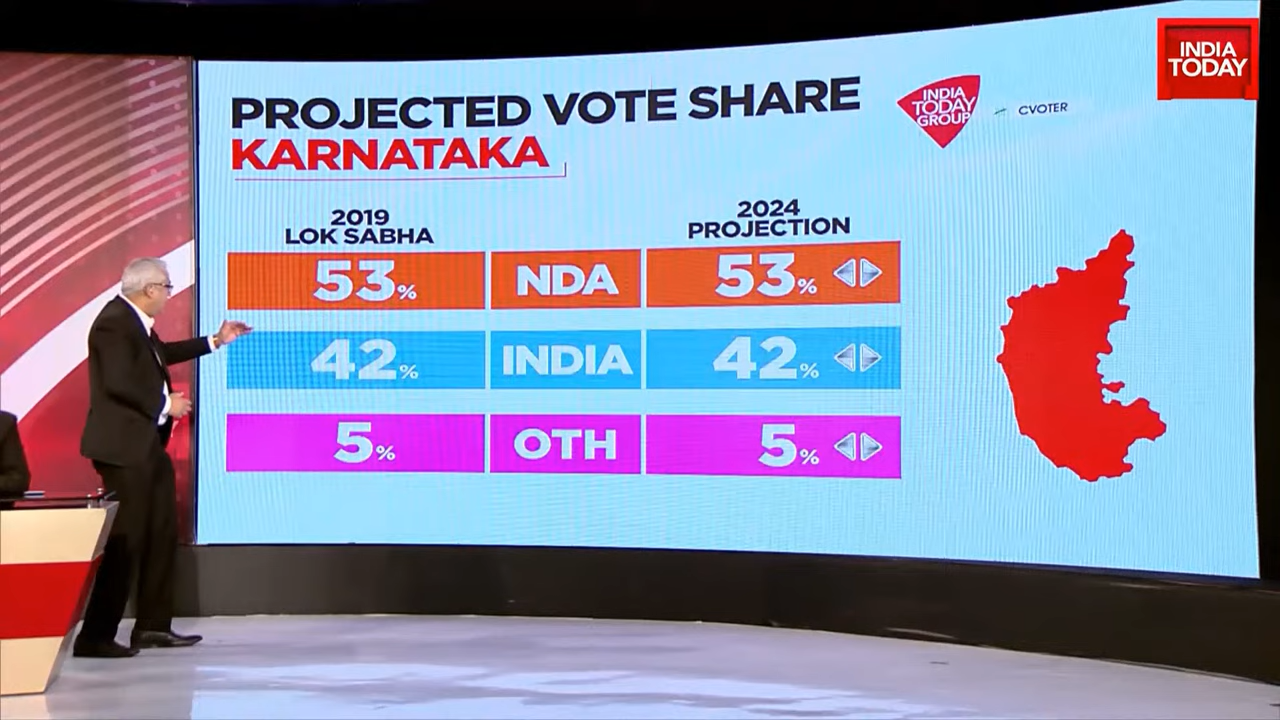 INDIA
TODAY
PROJECTED VOTE SHARE
KARNATAKA
INDIA
TODAY
GROUP
CVOTER
2019
LOK SABHA
2024
PROJECTION
53% NDA 53%
42% INDIA 42%
5% OTH 5%